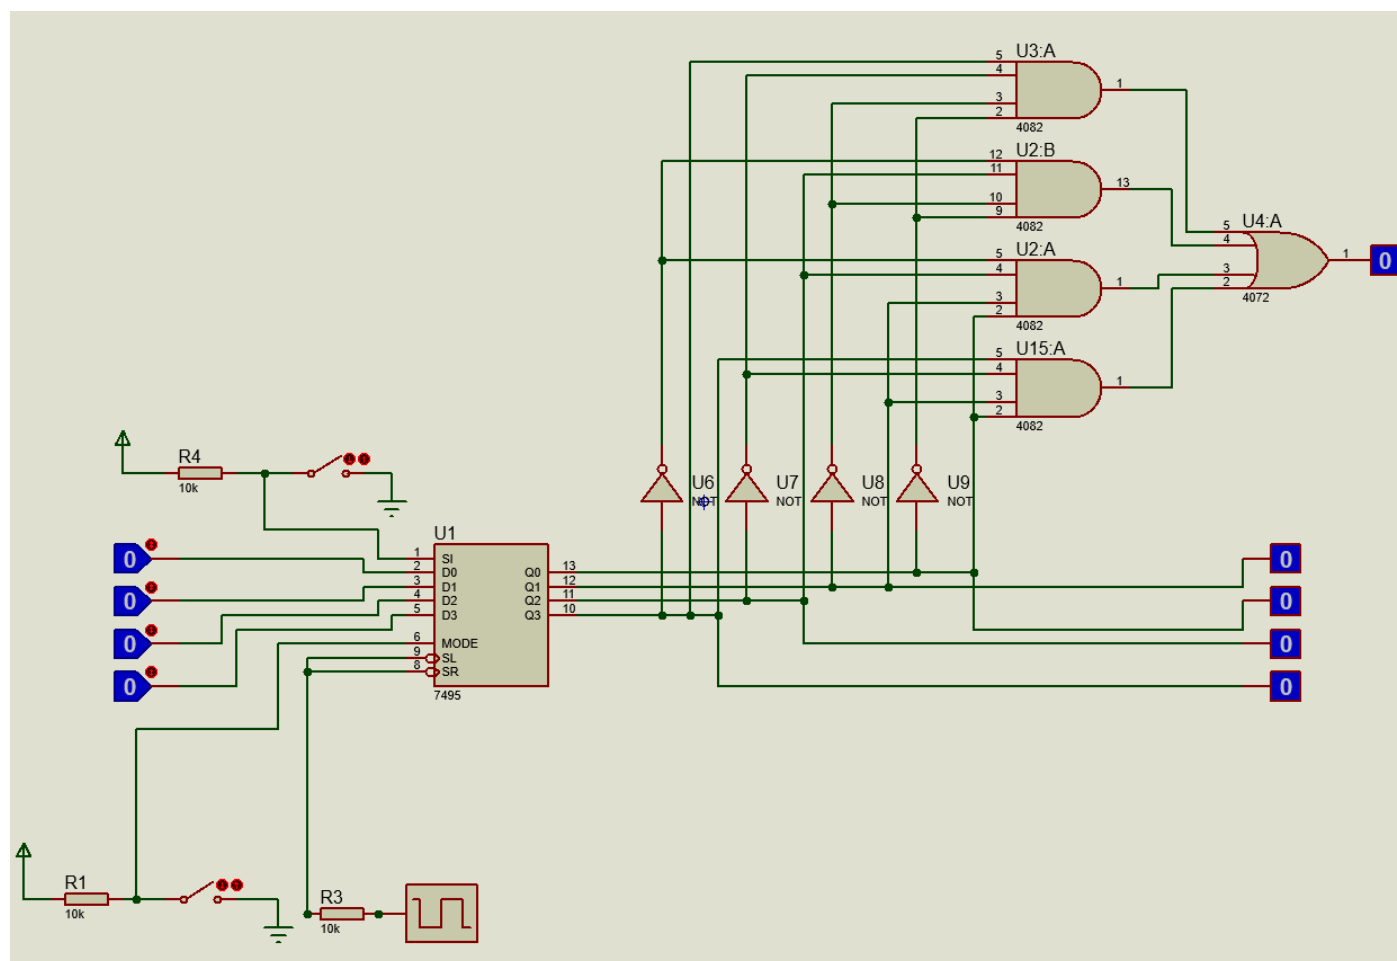 U3:A
5
4
3
2
1
4082
U2:B
12
11
10
9
13
4082
U2:A
5
4
3
2
1
4082
U15:A
5
4
3
2
1
4082
U4:A
5
4
3
2
1
4072
0
R4
10k
U6
NOT
U7
NOT
U8
NOT
U9
NOT
U1
1 SI
2 D0
3 D1
4 D2
5 D3
6 MODE
9 SL
8 SR
Q0 13
Q1 12
Q2 11
Q3 10
7495
0
0
0
0
0
0
0
0
R1
10k
R3
10k